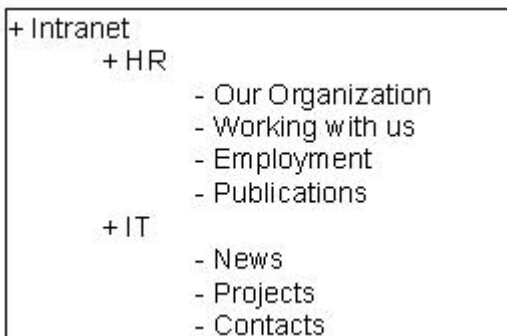 + Intranet
+ HR
- Our Organization
- Working with us
- Employment
- Publications
+ IT
- News
- Projects
- Contacts